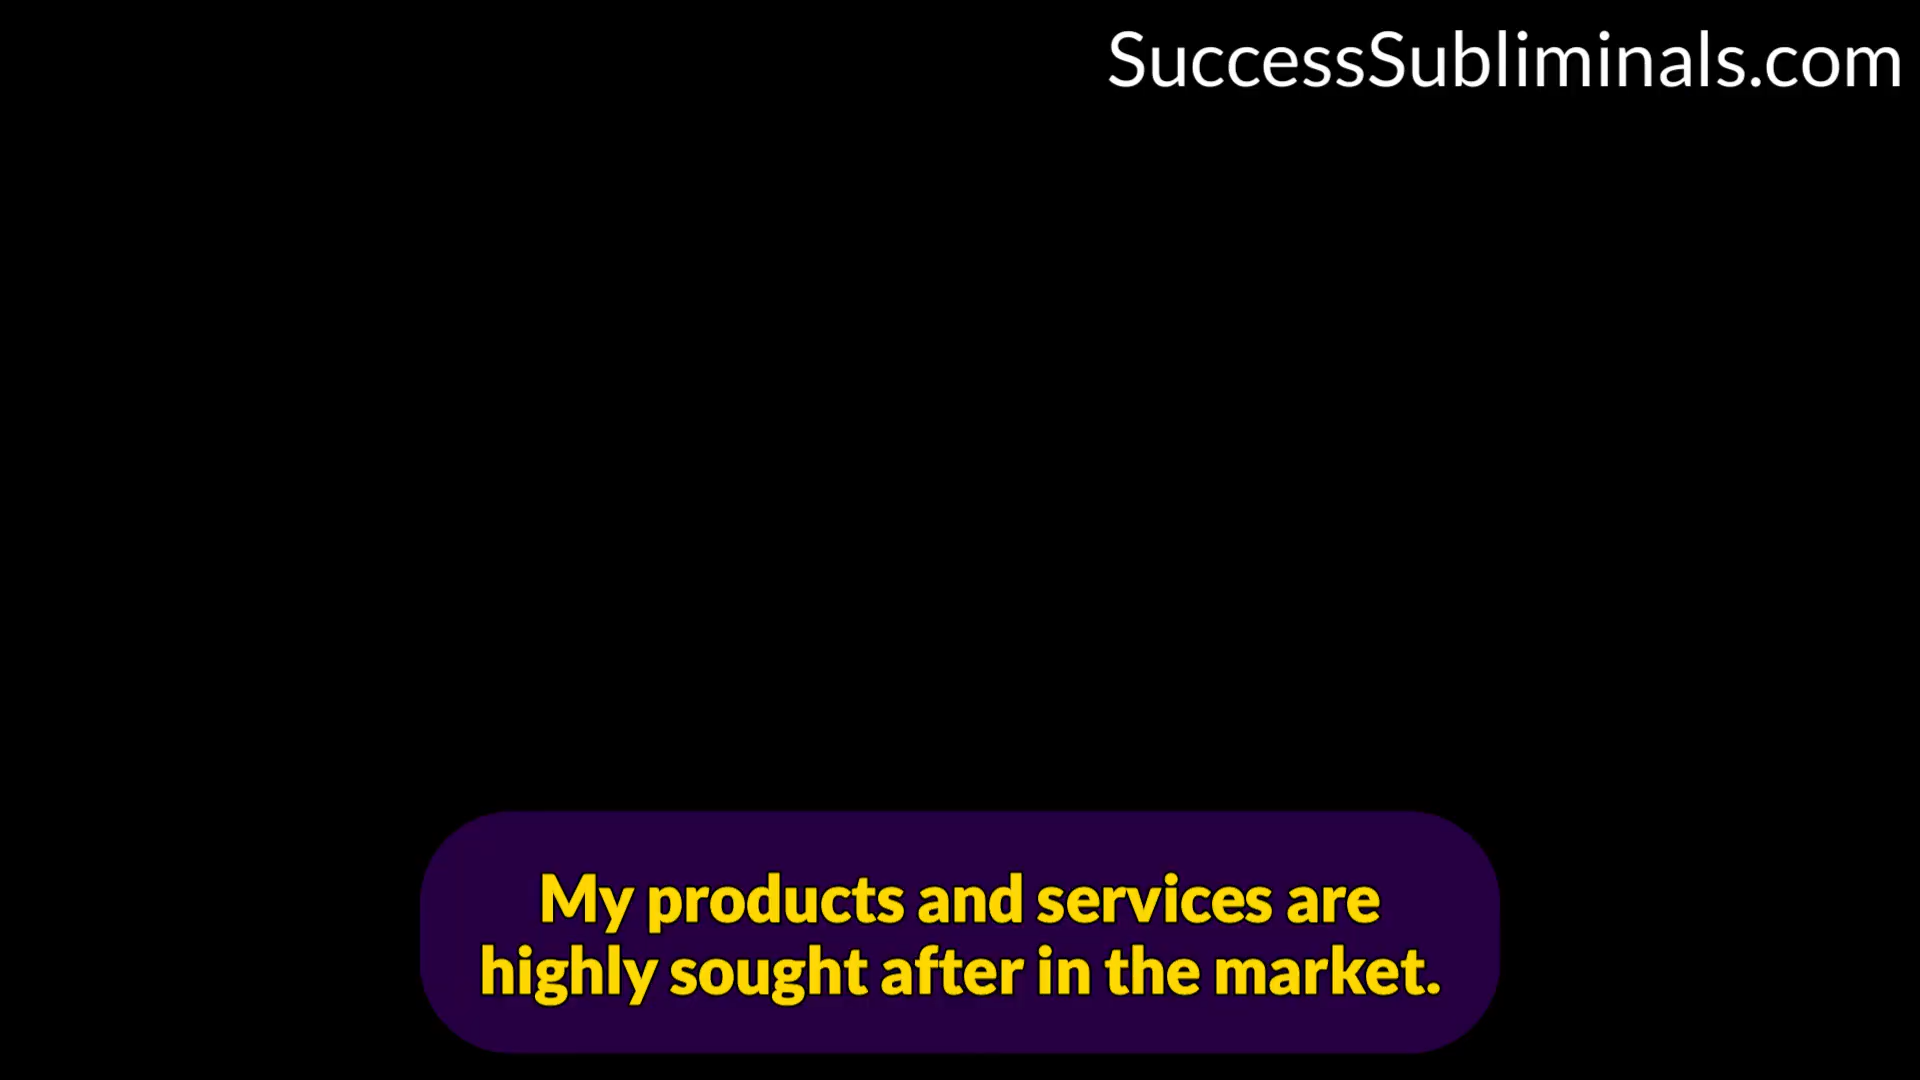 SuccessSubliminals.com
My products and services are
highly sought after in the market.